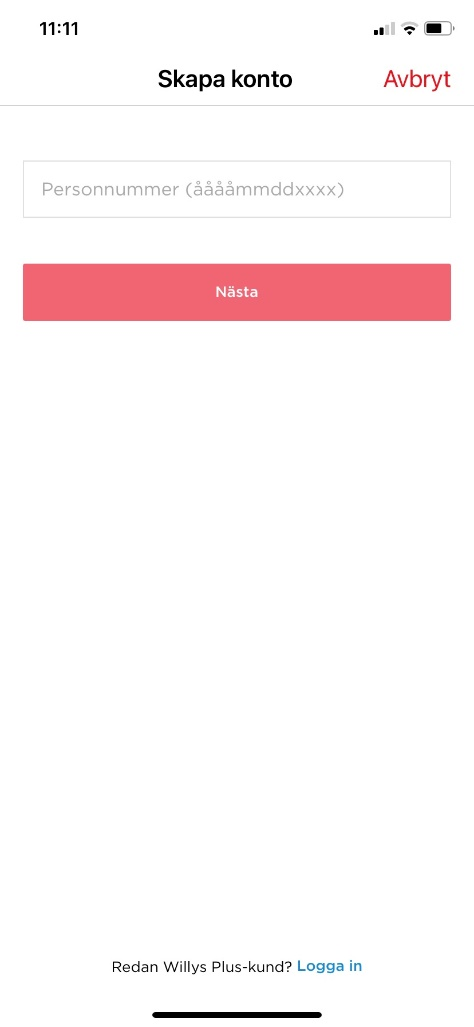 11:11
Skapa konto
Avbryt
Personnummer (ååååmmddxxxx)
Nästa
Redan Willys Plus-kund? Logga in